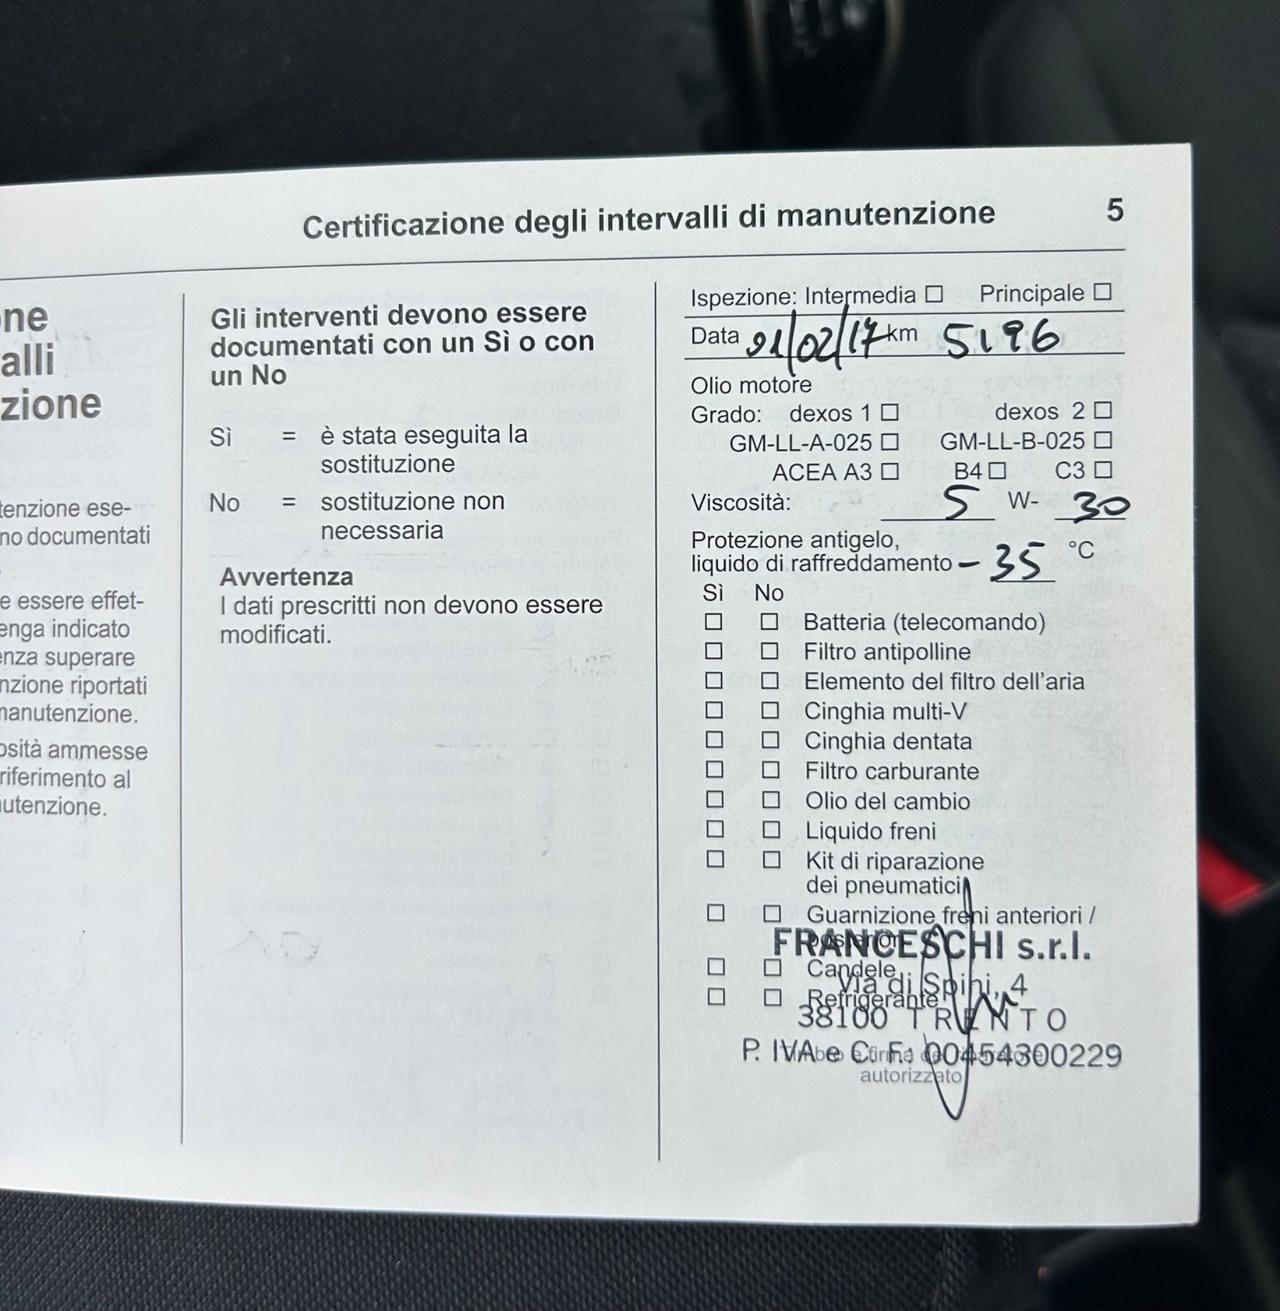 Certificazione degli intervalli di manutenzione 5
one
valli
zione
tenzione ese-
no documentati
e essere effet-
enga indicato
enza superare
nzione riportati
manutenzione.
osità ammesse
riferimento al
nutenzione.
Gli interventi devono essere
documentati con un Sì o con
un No
Sì = è stata eseguita la
sostituzione
No = sostituzione non
necessaria
Avvertenza
I dati prescritti non devono essere
modificati.
Ispezione: Intermedia ☐ Principale ☐
Data 01/02/17 km 5196
Olio motore
Grado: dexos 1 ☐ dexos 2 ☐
GM-LL-A-025 ☐ GM-LL-B-025 ☐
ACEA A3 ☐ B4 ☐ C3 ☐
Viscosità: 5 W- 30
Protezione antigelo,
liquido di raffreddamento - 35 °C
Sì No
☐ ☐ Batteria (telecomando)
☐ ☐ Filtro antipolline
☐ ☐ Elemento del filtro dell'aria
☐ ☐ Cinghia multi-V
☐ ☐ Cinghia dentata
☐ ☐ Filtro carburante
☐ ☐ Olio del cambio
☐ ☐ Liquido freni
☐ ☐ Kit di riparazione
dei pneumatici
☐ ☐ Guarnizione freni anteriori /
posteriori
FRANCESCHI s.r.l.
☐ ☐ Candele
Via di Spini, 4
☐ ☐ Refrigerante
38100 TRENTO
P. IVA e C. F.: 00454300229
autorizzato